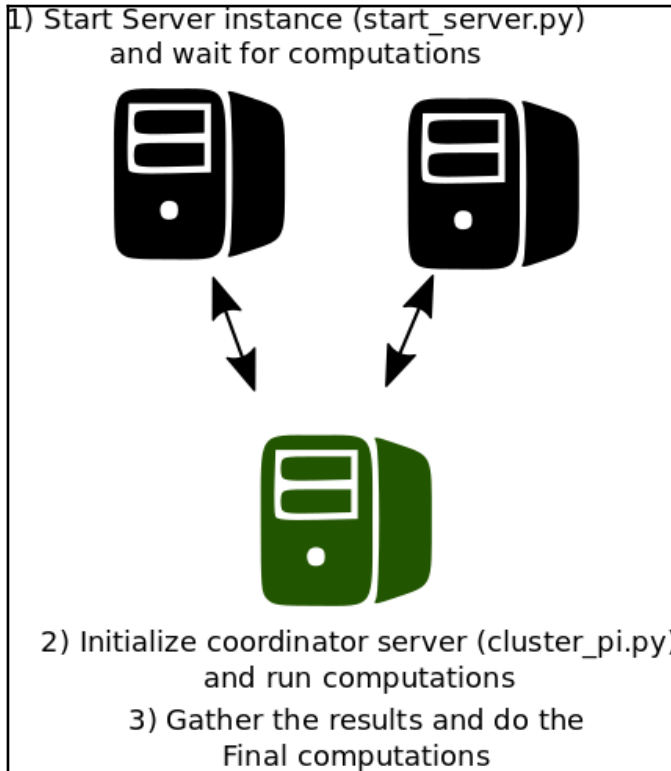 1) Start Server instance (start_server.py)
and wait for computations
2) Initialize coordinator server (cluster_pi.py)
and run computations
3) Gather the results and do the
Final computations